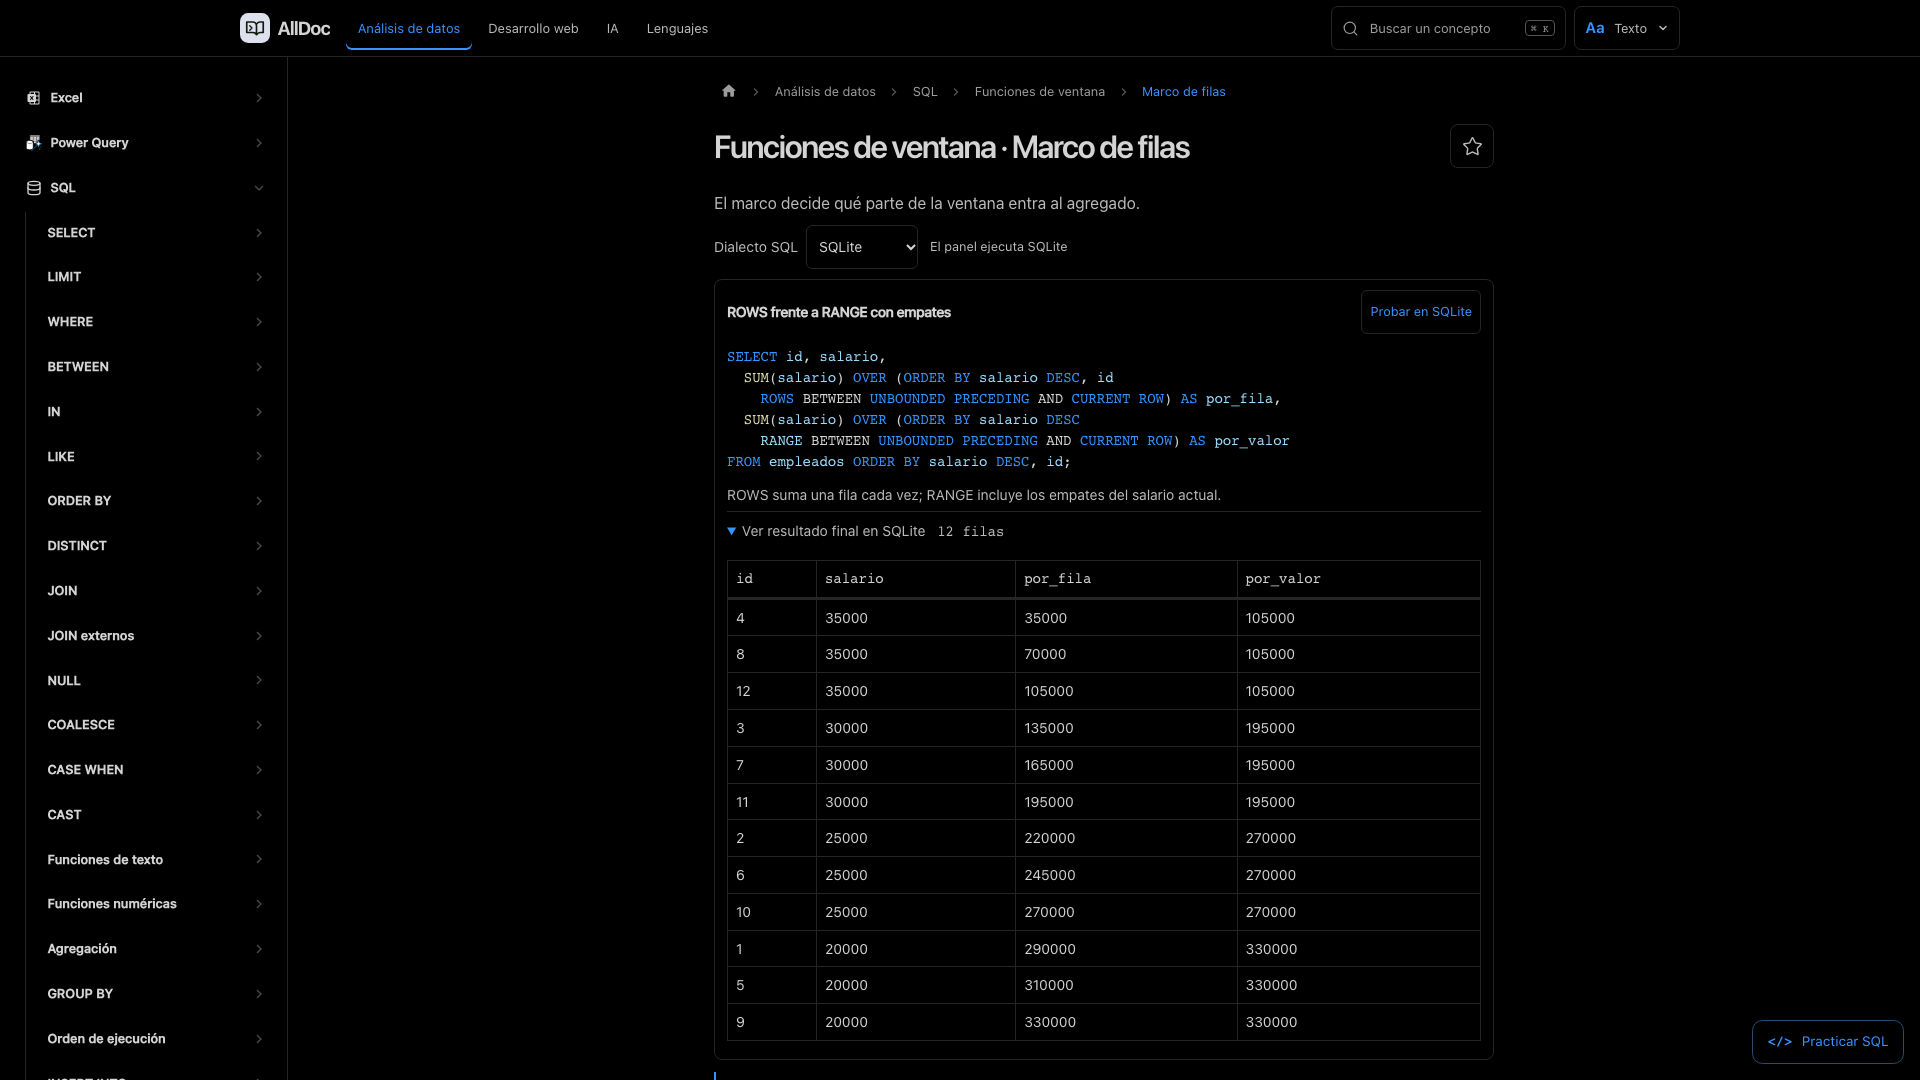 AllDoc
Análisis de datos
Desarrollo web
IA
Lenguajes
Buscar un concepto
⌘ K
Aa Texto
Excel
Power Query
SQL
SELECT
LIMIT
WHERE
BETWEEN
IN
LIKE
ORDER BY
DISTINCT
JOIN
JOIN externos
NULL
COALESCE
CASE WHEN
CAST
Funciones de texto
Funciones numéricas
Agregación
GROUP BY
Orden de ejecución
Análisis de datos > SQL > Funciones de ventana > Marco de filas
Funciones de ventana · Marco de filas
El marco decide qué parte de la ventana entra al agregado.
Dialecto SQL SQLite El panel ejecuta SQLite
ROWS frente a RANGE con empates
Probar en SQLite
SELECT id, salario,
SUM(salario) OVER (ORDER BY salario DESC, id
ROWS BETWEEN UNBOUNDED PRECEDING AND CURRENT ROW) AS por_fila,
SUM(salario) OVER (ORDER BY salario DESC
RANGE BETWEEN UNBOUNDED PRECEDING AND CURRENT ROW) AS por_valor
FROM empleados ORDER BY salario DESC, id;
ROWS suma una fila cada vez; RANGE incluye los empates del salario actual.
Ver resultado final en SQLite 12 filas
id salario por_fila por_valor
4 35000 35000 105000
8 35000 70000 105000
12 35000 105000 105000
3 30000 135000 195000
7 30000 165000 195000
11 30000 195000 195000
2 25000 220000 270000
6 25000 245000 270000
10 25000 270000 270000
1 20000 290000 330000
5 20000 310000 330000
9 20000 330000 330000
</> Practicar SQL